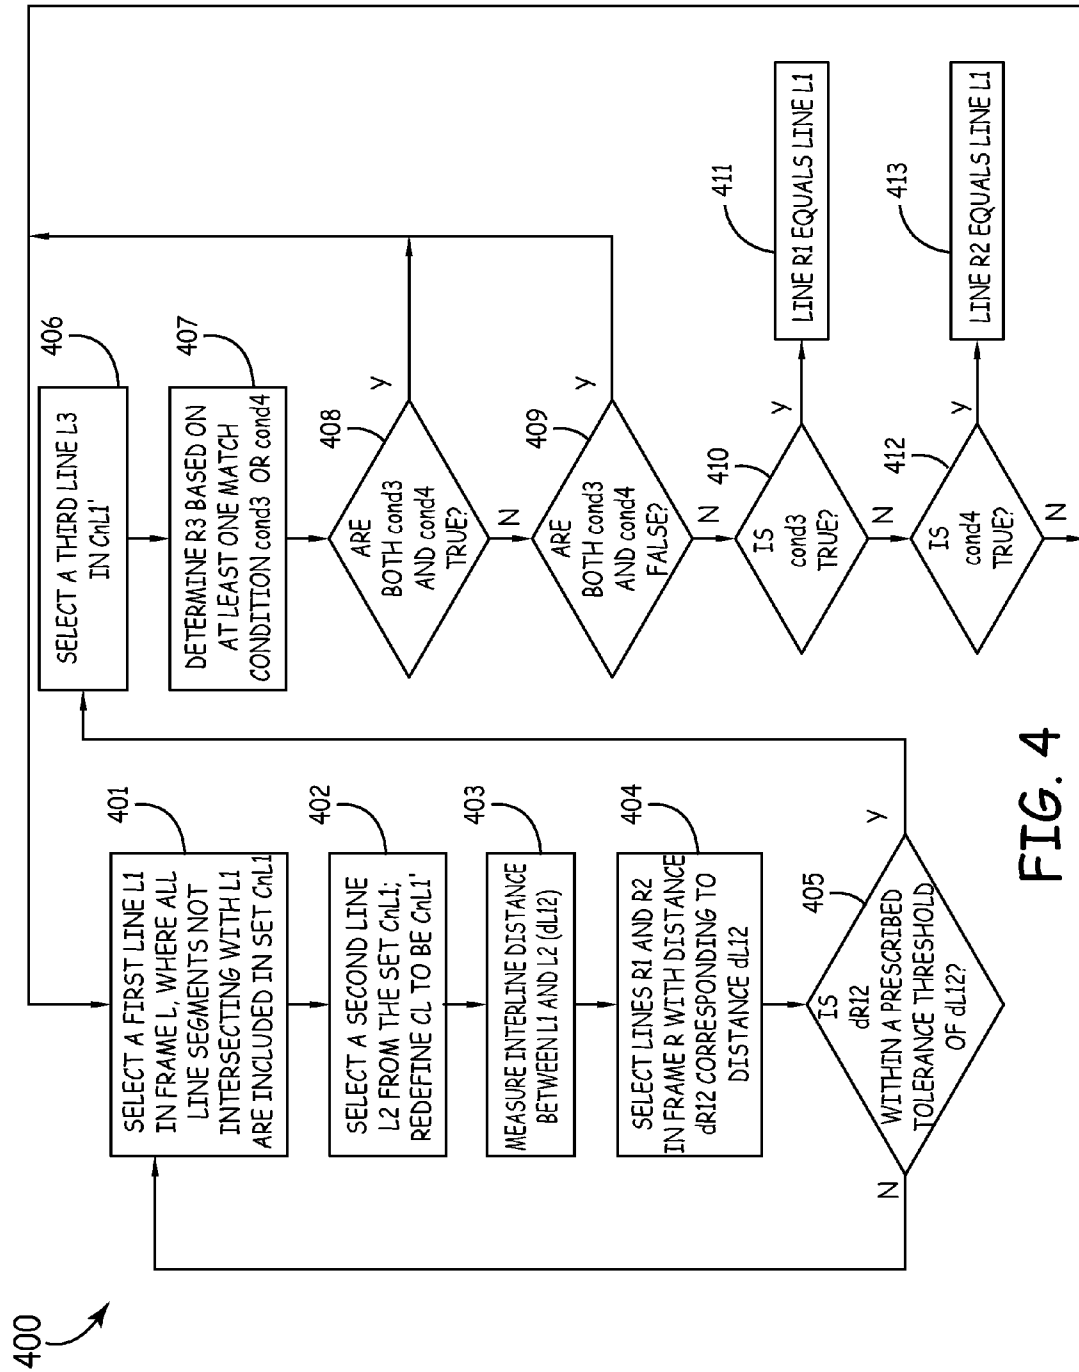 400
401
SELECT A FIRST LINE L1
IN FRAME L, WHERE ALL
LINE SEGMENTS NOT
INTERSECTING WITH L1
ARE INCLUDED IN SET CnL1
402
SELECT A SECOND LINE
L2 FROM THE SET CnL1;
REDEFINE CL TO BE CnL1'
403
MEASURE INTERLINE DISTANCE
BETWEEN L1 AND L2 (dL12)
404
SELECT LINES R1 AND R2
IN FRAME R WITH DISTANCE
dR12 CORRESPONDING TO
DISTANCE dL12
405
IS
dR12
WITHIN A PRESCRIBED
TOLERANCE THRESHOLD
OF dL12?
N
Y
406
SELECT A THIRD LINE L3
IN CnL1'
407
DETERMINE R3 BASED ON
AT LEAST ONE MATCH
CONDITION cond3 OR cond4
408
ARE
BOTH cond3
AND cond4
TRUE?
Y
N
409
ARE
BOTH cond3
AND cond4
FALSE?
Y
N
410
IS
cond3
TRUE?
Y
N
411
LINE R1 EQUALS LINE L1
412
IS
cond4
TRUE?
Y
N
413
LINE R2 EQUALS LINE L1
FIG. 4